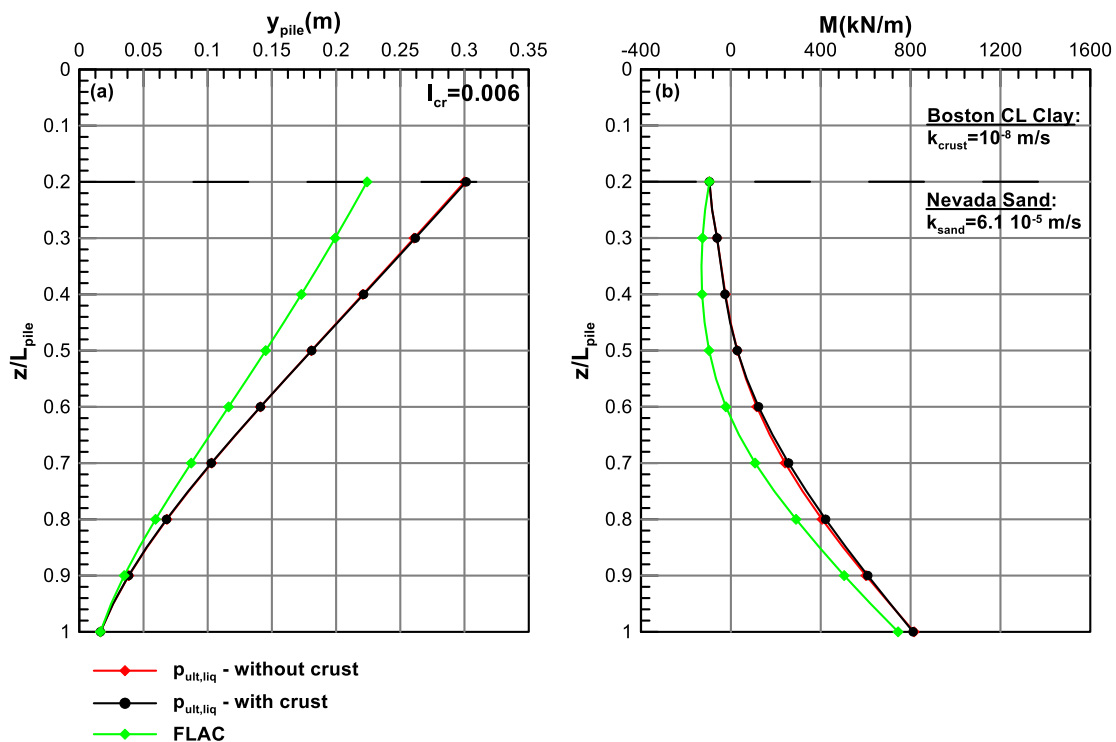 y_pile(m)
0 0.05 0.1 0.15 0.2 0.25 0.3 0.35
(a)
I_cr=0.006
0
0.1
0.2
0.3
0.4
0.5
0.6
0.7
0.8
0.9
1
z/L_pile
M(kN/m)
-400 0 400 800 1200 1600
(b)
Boston CL Clay:
k_crust=10^-8 m/s
Nevada Sand:
k_sand=6.1 10^-5 m/s
0
0.1
0.2
0.3
0.4
0.5
0.6
0.7
0.8
0.9
1
z/L_pile
p_ult,liq - without crust
p_ult,liq - with crust
FLAC